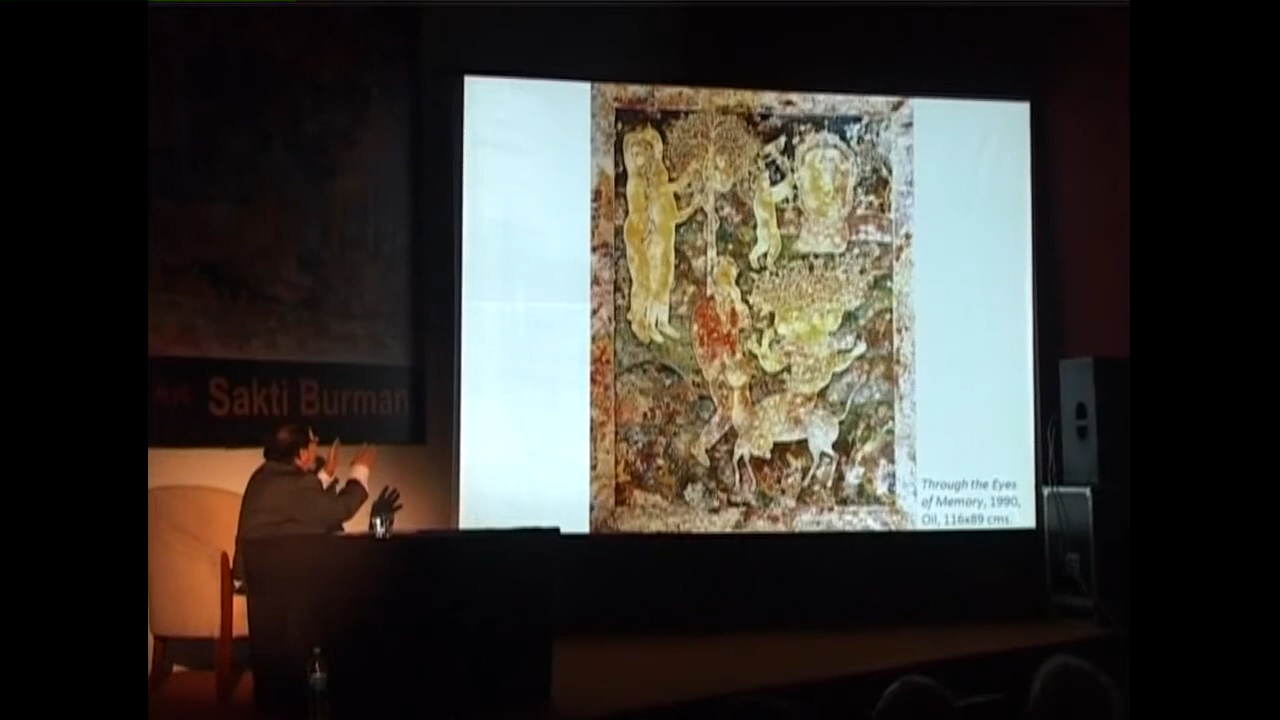 Sakti Burman
Through the Eyes
of Memory, 1990,
Oil, 116x89 cms.